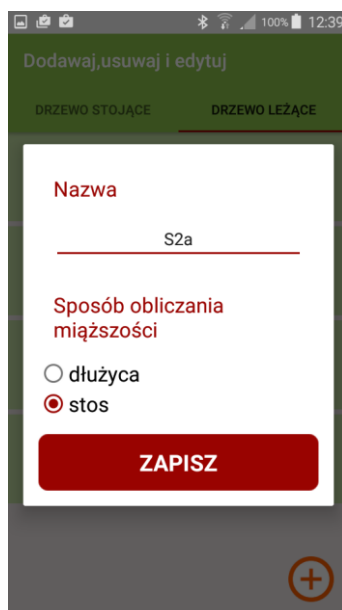 100% 12:39
Dodawaj,usuwaj i edytuj
DRZEWO STOJĄCE DRZEWO LEŻĄCE
Nazwa
S2a
Sposób obliczania
miąższości
dłużyca
stos
ZAPISZ